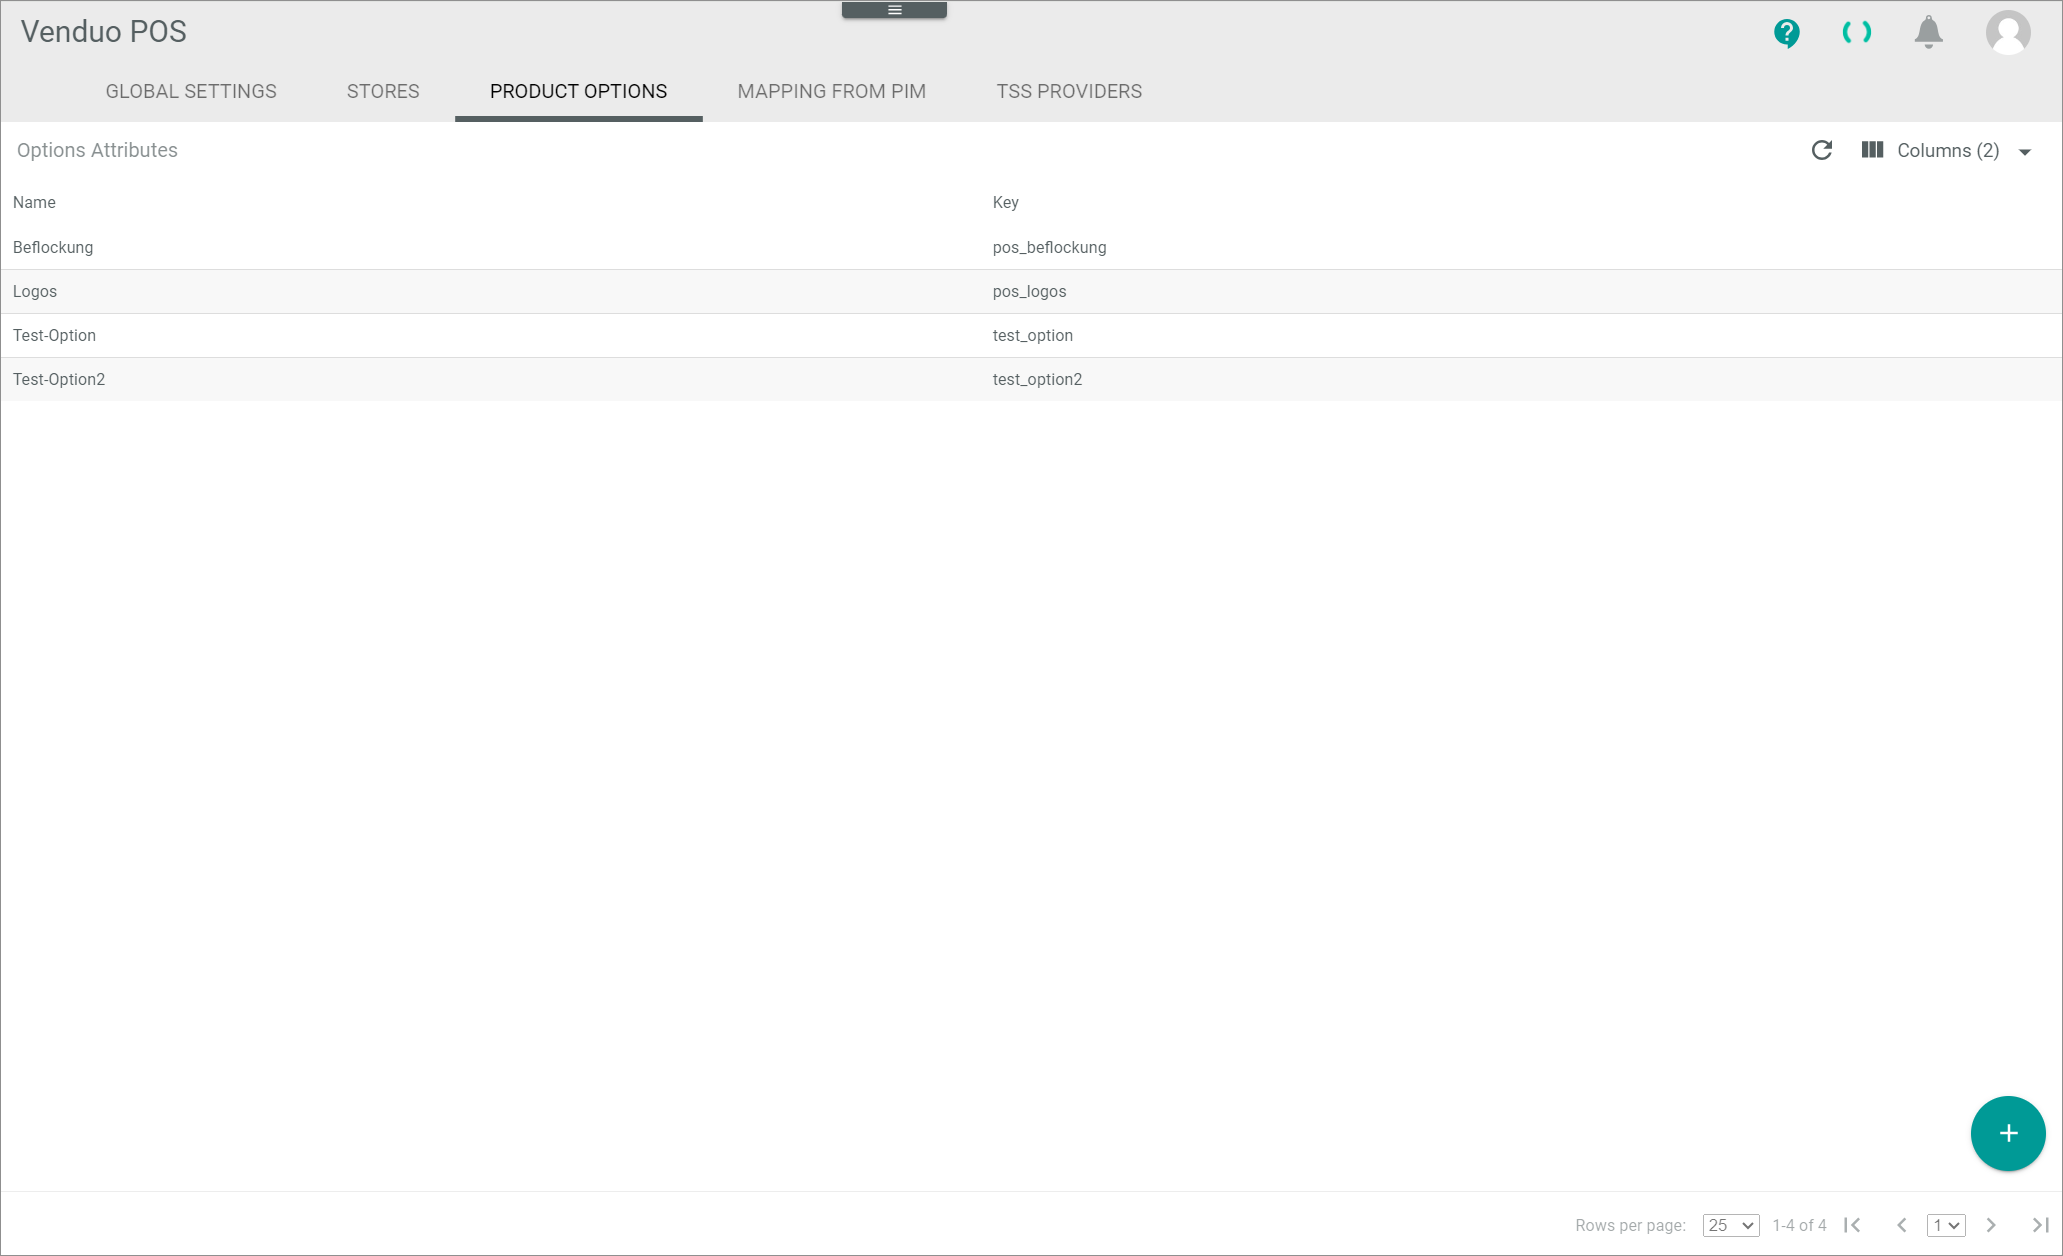 Venduo POS
GLOBAL SETTINGS STORES PRODUCT OPTIONS MAPPING FROM PIM TSS PROVIDERS
Options Attributes Columns (2)
Name Key
Beflockung pos_beflockung
Logos pos_logos
Test-Option test_option
Test-Option2 test_option2
Rows per page: 25 1-4 of 4 1